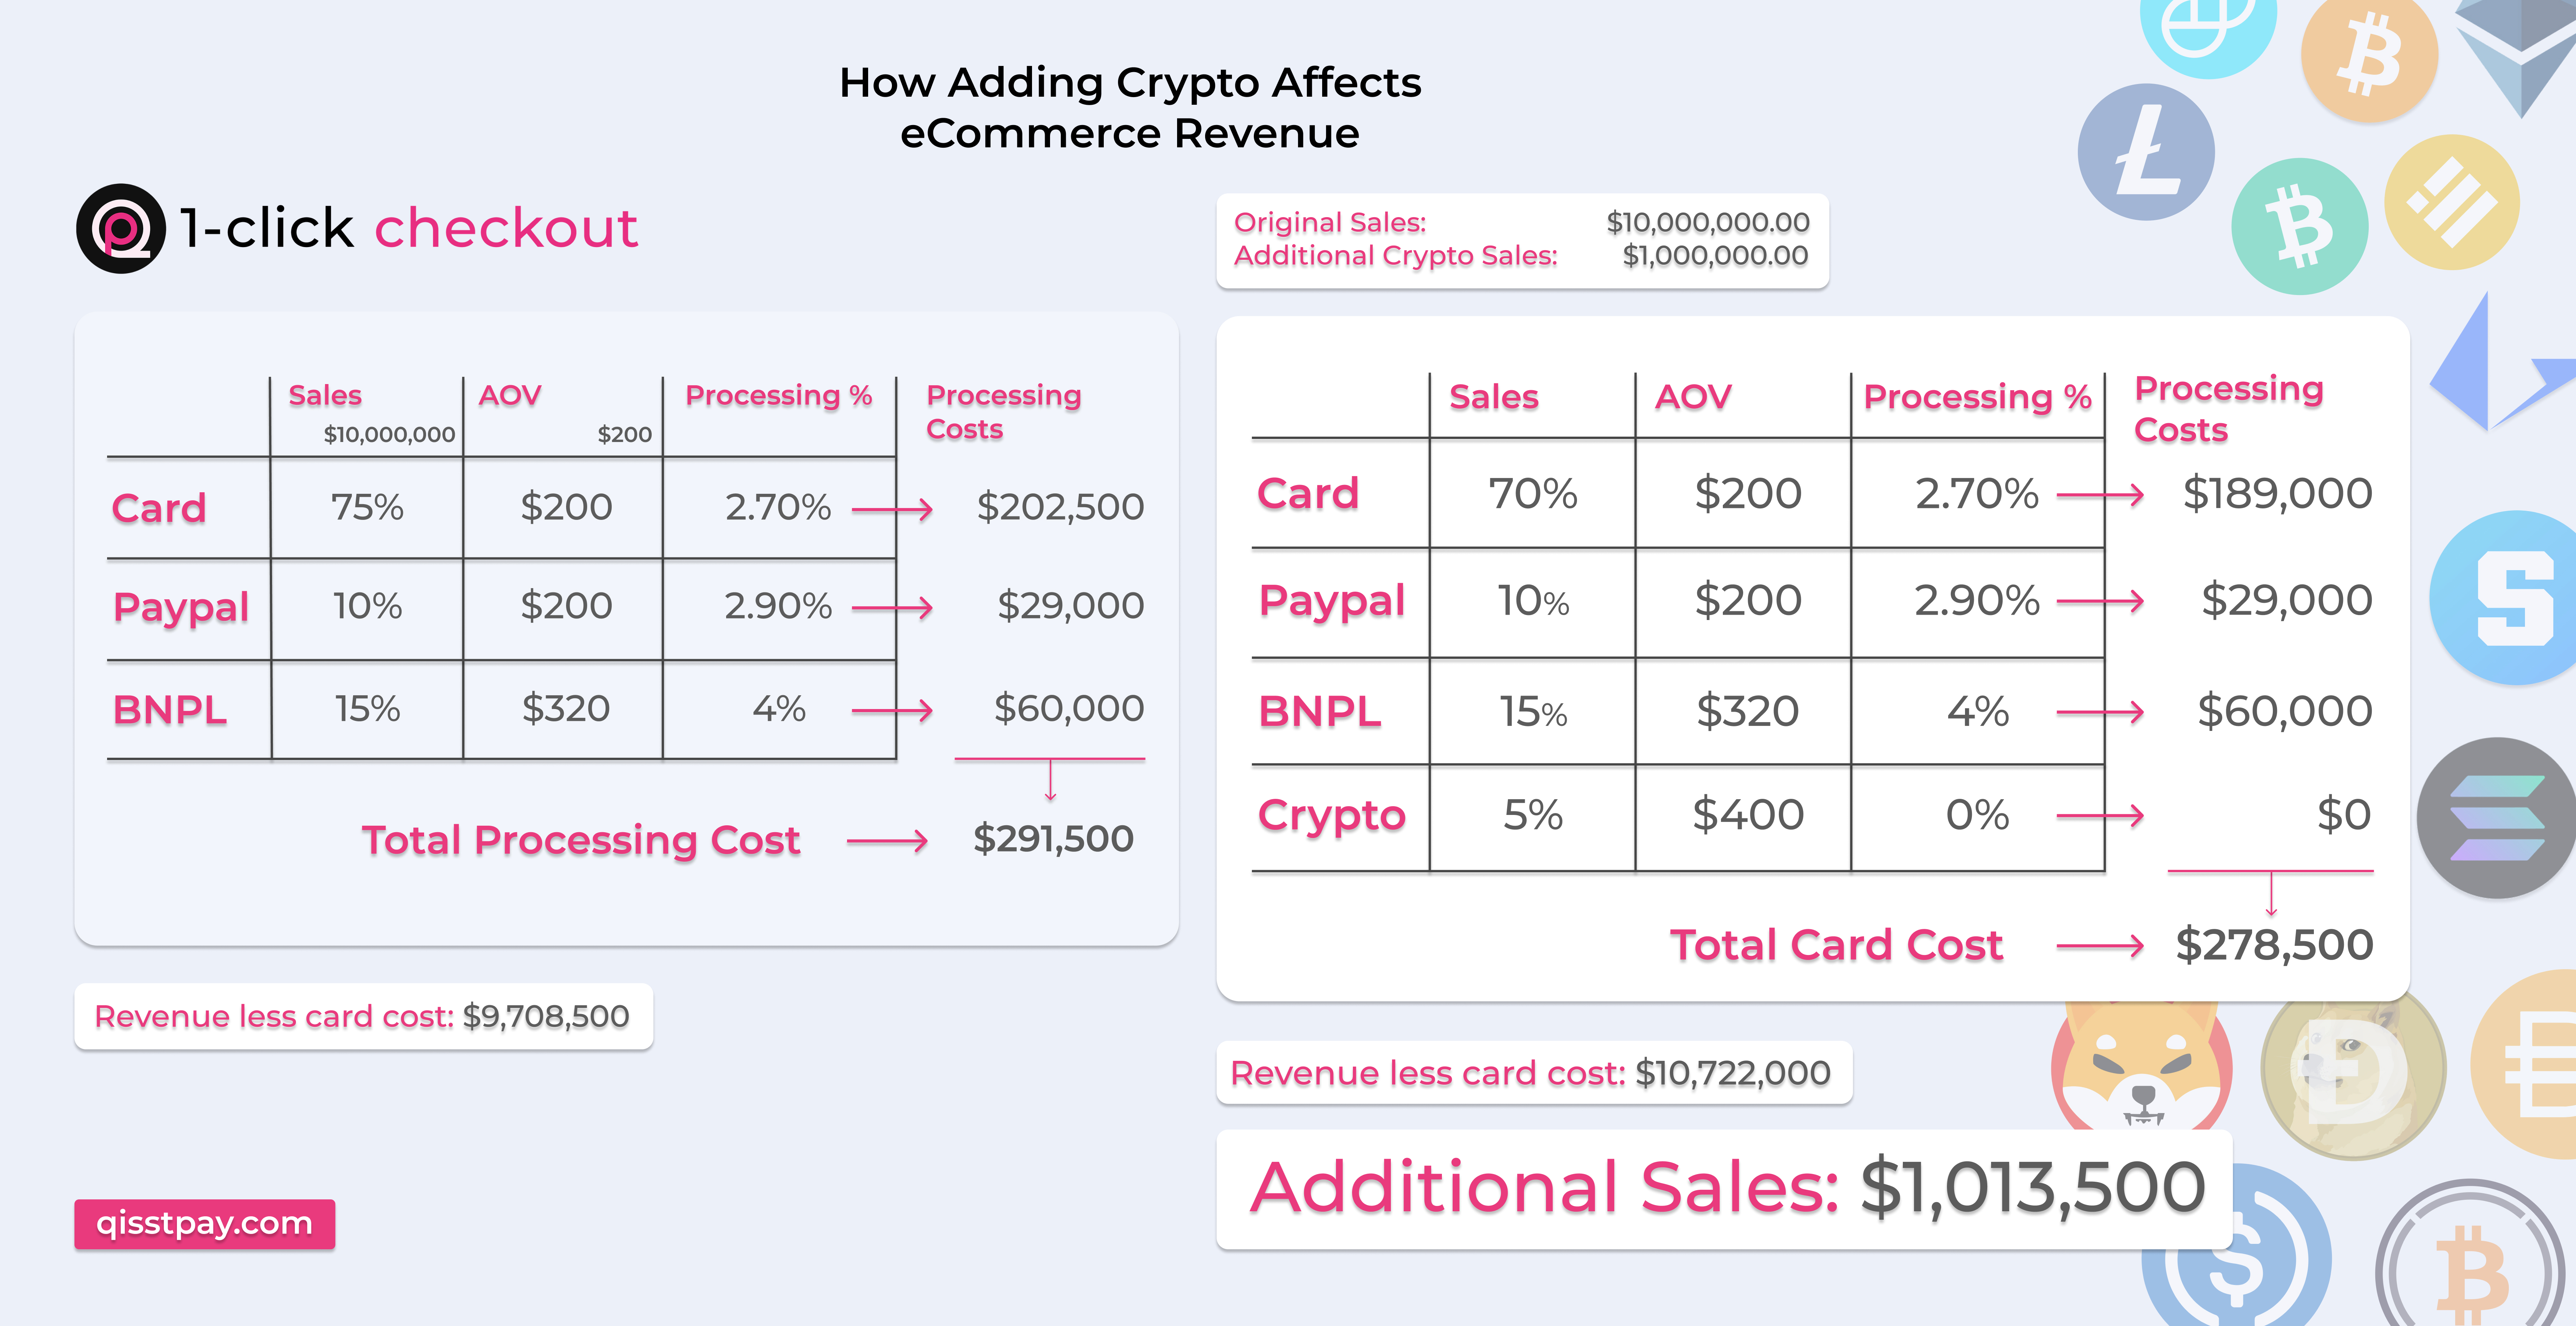 How Adding Crypto Affects
eCommerce Revenue
1-click checkout
Original Sales: $10,000,000.00
Additional Crypto Sales: $1,000,000.00
Sales AOV Processing % Processing
$10,000,000 $200 Costs
Card 75% $200 2.70% $202,500
Paypal 10% $200 2.90% $29,000
BNPL 15% $320 4% $60,000
Total Processing Cost $291,500
Revenue less card cost: $9,708,500
Sales AOV Processing % Processing
Costs
Card 70% $200 2.70% $189,000
Paypal 10% $200 2.90% $29,000
BNPL 15% $320 4% $60,000
Crypto 5% $400 0% $0
Total Card Cost $278,500
Revenue less card cost: $10,722,000
Additional Sales: $1,013,500
qisstpay.com